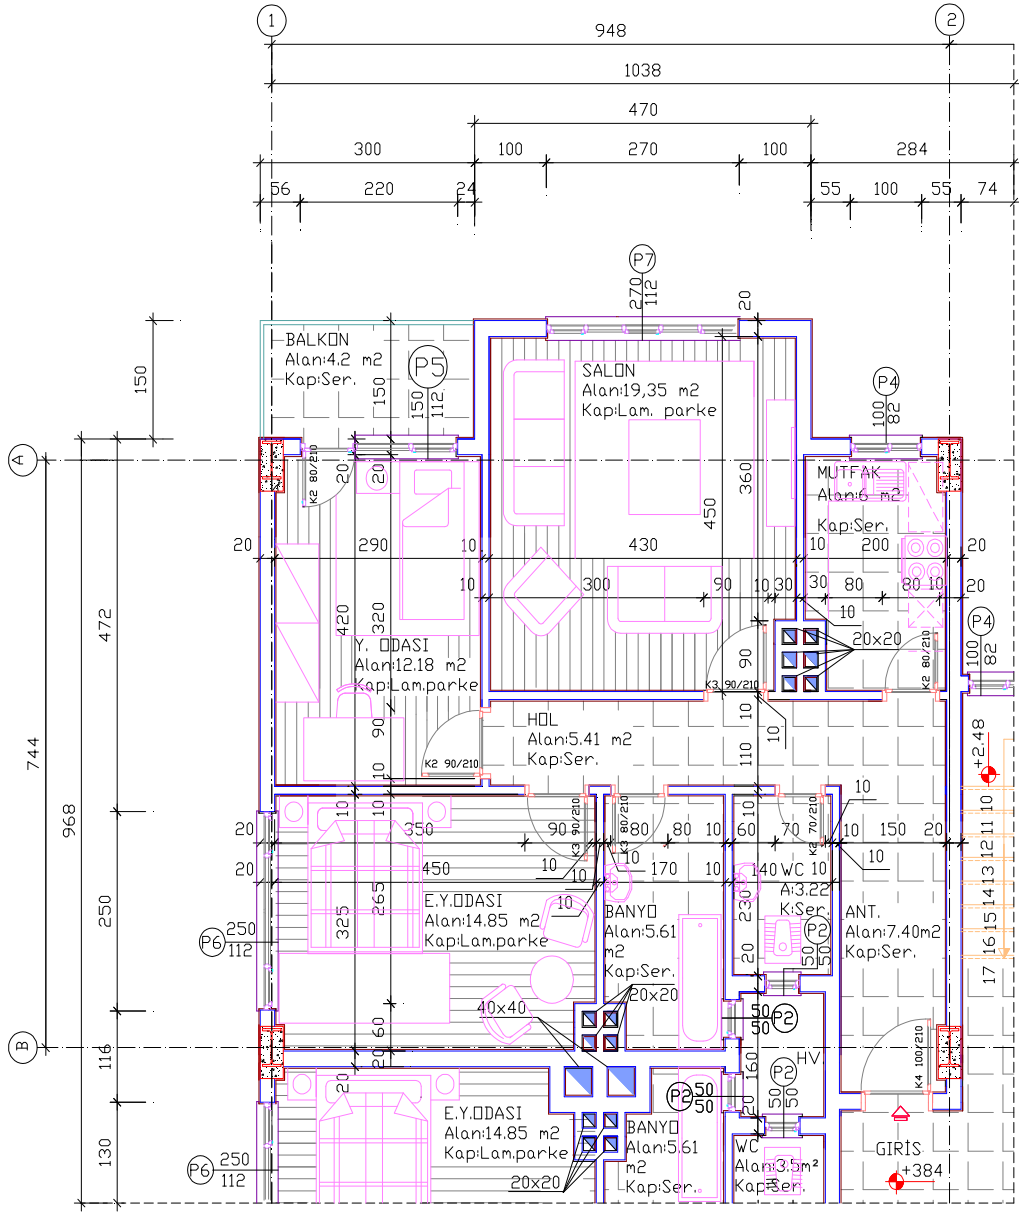 1
2
948
1038
470
300
100
270
100
284
56
220
24
55
100
55
74
P7
270
112
20
BALKON
Alan:4.2 m2
Kap:Ser.
150
150
P5
150
112
SALON
Alan:19,35 m2
Kap:Lam. parke
P4
100
82
A
K2 80/210
20
20
MUTFAK
Alan:6 m2
Kap:Ser.
360
450
20
290
10
430
10
200
20
10
300
90
10
30
30
80
80
10
20
472
420
320
10
P4
100
82
20x20
90
K2 80/210
Y. ODASI
Alan:12.18 m2
Kap:Lam.parke
K3 90/210
90
HOL
Alan:5.41 m2
Kap:Ser.
10
10
110
K2 90/210
10
744
968
+2.48
10
10
10
10
20
350
90
K3 90/210
K3 80/210
80
80
10
60
70
K2 70/210
10
150
20
10
10
10
10
20
450
10
170
10
140
10
10 11 12 13 14 15 16 17
250
325
265
E.Y.ODASI
Alan:14.85 m2
Kap:Lam.parke
10
BANYO
Alan:5.61
m2
Kap:Ser.
230
WC
A:3.22
K:Ser.
ANT.
Alan:7.40m2
Kap:Ser.
P6
250
112
P2
50
50
20
40x40
20x20
50
50
P2
60
B
116
20
20
160
HV
P2
50
50
K4 100/210
P2
50
50
20
130
E.Y.ODASI
Alan:14.85 m2
Kap:Lam.parke
BANYO
Alan:5.61
m2
Kap:Ser.
WC
Alan:3.5m²
Kap:Ser.
GIRİS
+384
P6
250
112
20x20